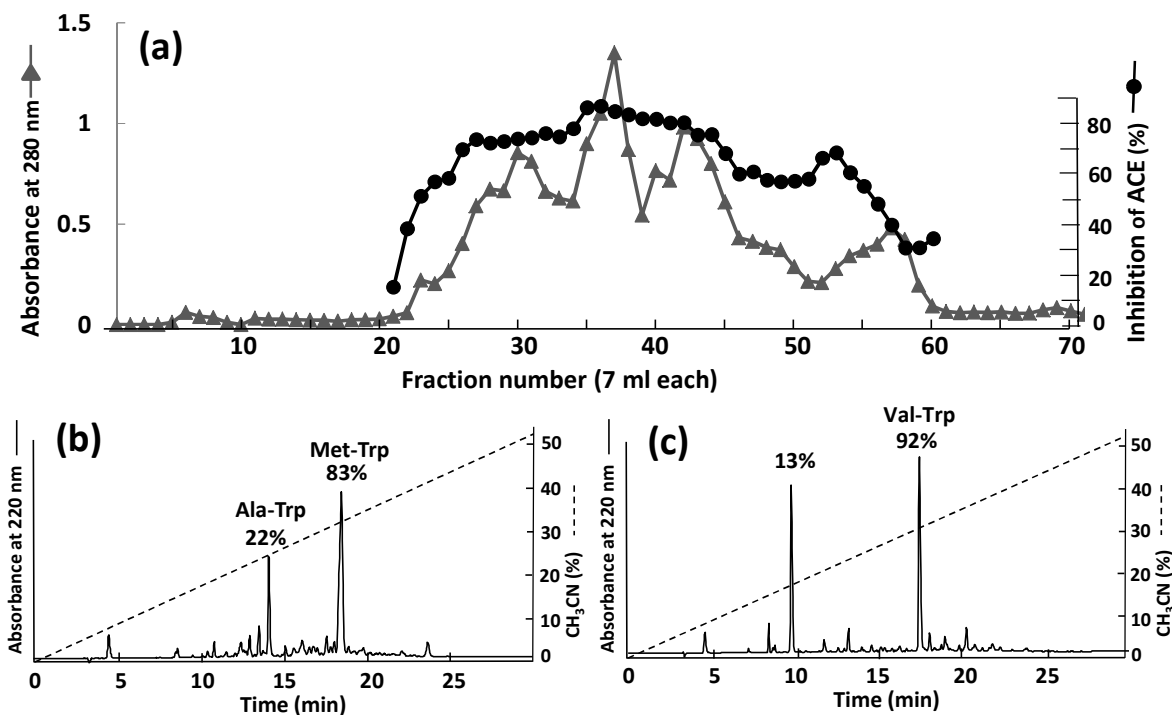 (a)
Absorbance at 280 nm
1.5
1
0.5
0
10
20
30
40
50
60
70
Fraction number (7 ml each)
80
60
40
20
0
Inhibition of ACE (%)
(b)
Absorbance at 220 nm
Ala-Trp
22%
Met-Trp
83%
0
5
10
15
20
25
Time (min)
50
40
30
20
10
0
CH₃CN (%)
(c)
Absorbance at 220 nm
13%
Val-Trp
92%
0
5
10
15
20
25
Time (min)
50
40
30
20
10
0
CH₃CN (%)